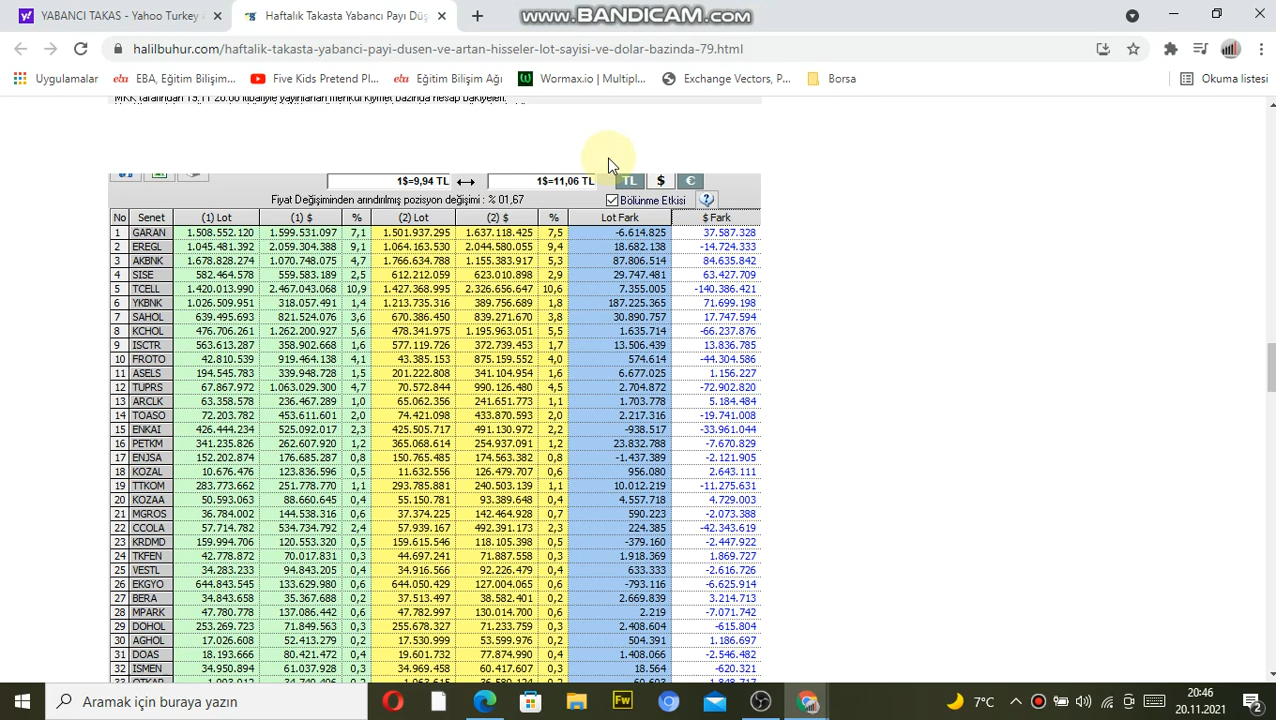 YABANCI TAKAS - Yahoo Turkey
Haftalık Takasta Yabancı Payı Düş
www.BANDICAM.com
halilbuhur.com/haftalik-takasta-yabanci-payi-dusen-ve-artan-hisseler-lot-sayisi-ve-dolar-bazinda-79.html
Uygulamalar
EBA, Eğitim Bilişim...
Five Kids Pretend Pl...
Eğitim Bilişim Ağı
Wormax.io | Multipl...
Exchange Vectors, P...
Borsa
Okuma listesi
MKK (tarafından 19,11 20:00 itibariyle yayınlanan menkul kıymet bazında hesap bakiyeleri.
1$=9,94 TL 1$=11,06 TL TL $ €
Fiyat Değişiminden arındırılmış pozisyon değişimi : % 01,67 Bölünme Etkisi
No Senet (1) Lot (1) $ % (2) Lot (2) $ % Lot Fark $ Fark
1 GARAN 1.508.552.120 1.599.531.097 7,1 1.501.937.295 1.637.118.425 7,5 -6.614.825 37.587.328
2 EREGL 1.045.481.392 2.059.304.388 9,1 1.064.163.530 2.044.580.055 9,4 18.682.138 -14.724.333
3 AKBNK 1.678.828.274 1.070.748.075 4,7 1.766.634.788 1.155.383.917 5,3 87.806.514 84.635.842
4 SISE 582.464.578 559.583.189 2,5 612.212.059 623.010.898 2,9 29.747.481 63.427.709
5 TCELL 1.420.013.990 2.467.043.068 10,9 1.427.368.995 2.326.656.647 10,6 7.355.005 -140.386.421
6 YKBNK 1.026.509.951 318.057.491 1,4 1.213.735.316 389.756.689 1,8 187.225.365 71.699.198
7 SAHOL 639.495.693 821.524.076 3,6 670.386.450 839.271.670 3,8 30.890.757 17.747.594
8 KCHOL 476.706.261 1.262.200.927 5,6 478.341.975 1.195.963.051 5,5 1.635.714 -66.237.876
9 ISCTR 563.613.287 358.902.668 1,6 577.119.726 372.739.453 1,7 13.506.439 13.836.785
10 FROTO 42.810.539 919.464.138 4,1 43.385.153 875.159.552 4,0 574.614 -44.304.586
11 ASELS 194.545.783 339.948.728 1,5 201.222.808 341.104.954 1,6 6.677.025 1.156.227
12 TUPRS 67.867.972 1.063.029.300 4,7 70.572.844 990.126.480 4,5 2.704.872 -72.902.820
13 ARCLK 63.358.578 236.467.289 1,0 65.062.356 241.651.773 1,1 1.703.778 5.184.484
14 TOASO 72.203.782 453.611.601 2,0 74.421.098 433.870.593 2,0 2.217.316 -19.741.008
15 ENKAI 426.444.234 525.092.017 2,3 425.505.717 491.130.972 2,2 -938.517 -33.961.044
16 PETKM 341.235.826 262.607.920 1,2 365.068.614 254.937.091 1,2 23.832.788 -7.670.829
17 ENJSA 152.202.874 176.685.287 0,8 150.765.485 174.563.382 0,8 -1.437.389 -2.121.905
18 KOZAL 10.676.476 123.836.595 0,5 11.632.556 126.479.707 0,6 956.080 2.643.111
19 TTKOM 283.773.662 251.778.770 1,1 293.785.881 240.503.139 1,1 10.012.219 -11.275.631
20 KOZAA 50.593.063 88.660.645 0,4 55.150.781 93.389.648 0,4 4.557.718 4.729.003
21 MGROS 36.784.002 144.538.316 0,6 37.374.225 142.464.928 0,7 590.223 -2.073.388
22 CCOLA 57.714.782 534.734.792 2,4 57.939.167 492.391.173 2,3 224.385 -42.343.619
23 KRDMD 159.994.706 120.553.320 0,5 159.615.546 118.105.398 0,5 -379.160 -2.447.922
24 TKFEN 42.778.872 70.017.831 0,3 44.697.241 71.887.558 0,3 1.918.369 1.869.727
25 VESTL 34.283.233 94.843.205 0,4 34.916.566 92.226.479 0,4 633.333 -2.616.726
26 EKGYO 644.843.545 133.629.980 0,6 644.050.429 127.004.065 0,6 -793.116 -6.625.914
27 BERA 34.843.658 35.367.688 0,2 37.513.497 38.582.401 0,2 2.669.839 3.214.713
28 MPARK 47.780.778 137.086.442 0,6 47.782.997 130.014.700 0,6 2.219 -7.071.742
29 DOHOL 253.269.723 71.849.563 0,3 255.678.327 71.233.759 0,3 2.408.604 -615.804
30 AGHOL 17.026.608 52.413.279 0,2 17.530.999 53.599.976 0,2 504.391 1.186.697
31 DOAS 18.193.666 80.421.472 0,4 19.601.732 77.874.990 0,4 1.408.066 -2.546.482
32 ISMEN 34.950.894 61.037.928 0,3 34.969.458 60.417.607 0,3 18.564 -620.321
Aramak için buraya yazın
Fw
7°C
20:46
20.11.2021
2